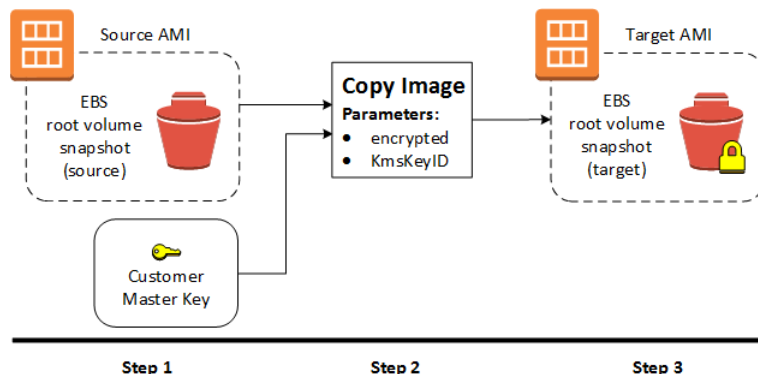 Source AMI
EBS
root volume
snapshot
(source)
Customer
Master Key
Copy Image
Parameters:
• encrypted
• KmsKeyID
Target AMI
EBS
root volume
snapshot
(target)
Step 1
Step 2
Step 3